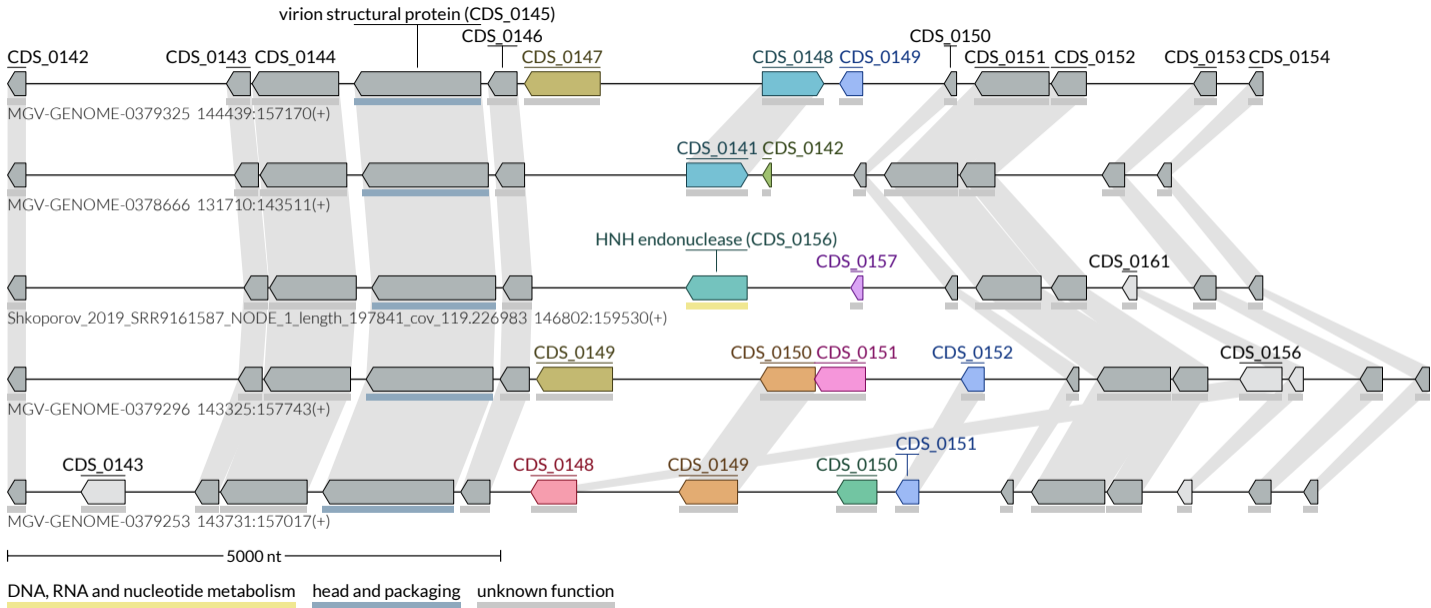 virion structural protein (CDS_0145)
CDS_0146 CDS_0150
CDS_0142 CDS_0143 CDS_0144 CDS_0147 CDS_0148 CDS_0149 CDS_0151 CDS_0152 CDS_0153 CDS_0154
MGV-GENOME-0379325 144439:157170(+)
CDS_0141 CDS_0142
MGV-GENOME-0378666 131710:143511(+)
HNH endonuclease (CDS_0156)
CDS_0157 CDS_0161
Shkoporov_2019_SRR9161587_NODE_1_length_197841_cov_119.226983 146802:159530(+)
CDS_0149 CDS_0150 CDS_0151 CDS_0152 CDS_0156
MGV-GENOME-0379296 143325:157743(+)
CDS_0151
CDS_0143 CDS_0148 CDS_0149 CDS_0150
MGV-GENOME-0379253 143731:157017(+)
5000 nt
DNA, RNA and nucleotide metabolism head and packaging unknown function